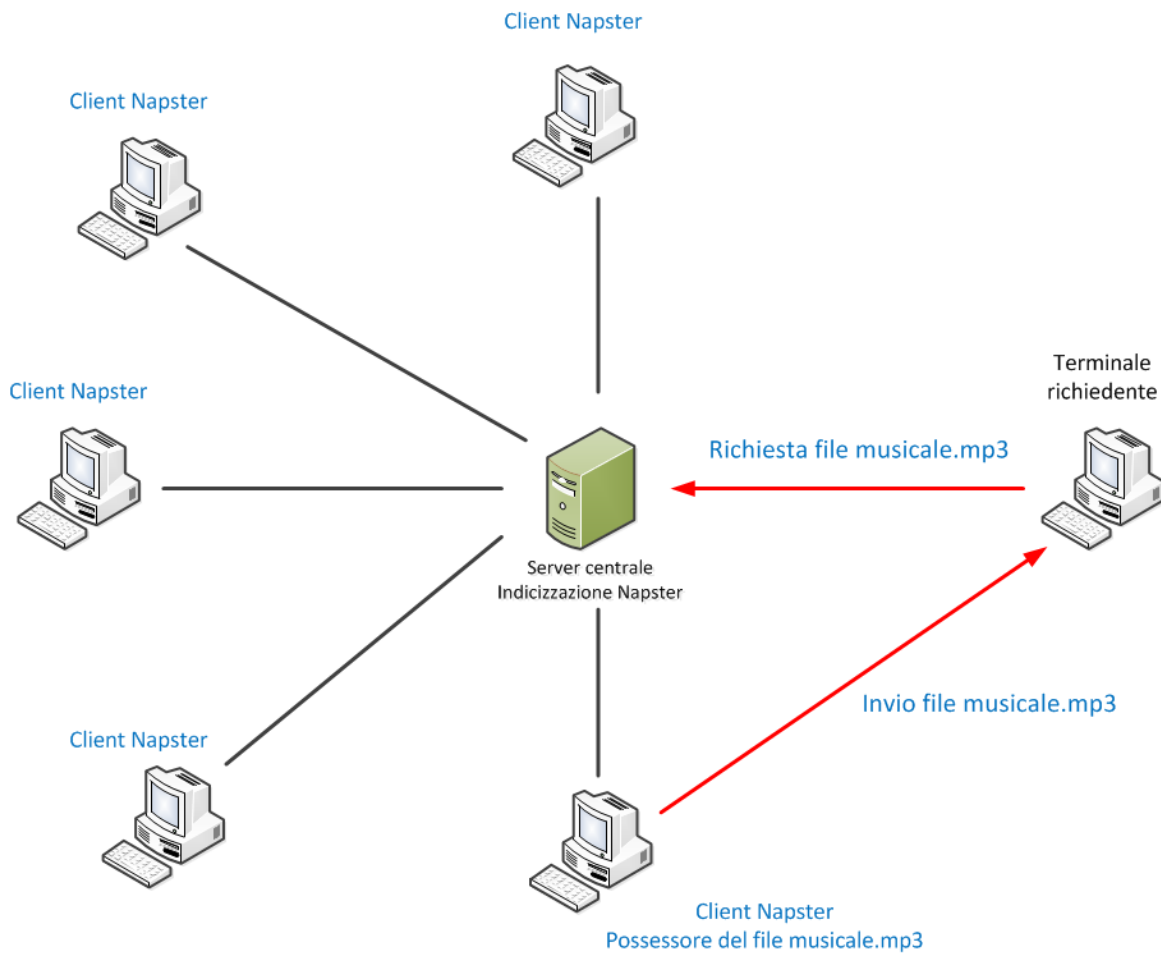 Client Napster
Client Napster
Terminale
richiedente
Client Napster
Richiesta file musicale.mp3
Server centrale
Indicizzazione Napster
Invio file musicale.mp3
Client Napster
Client Napster
Possessore del file musicale.mp3